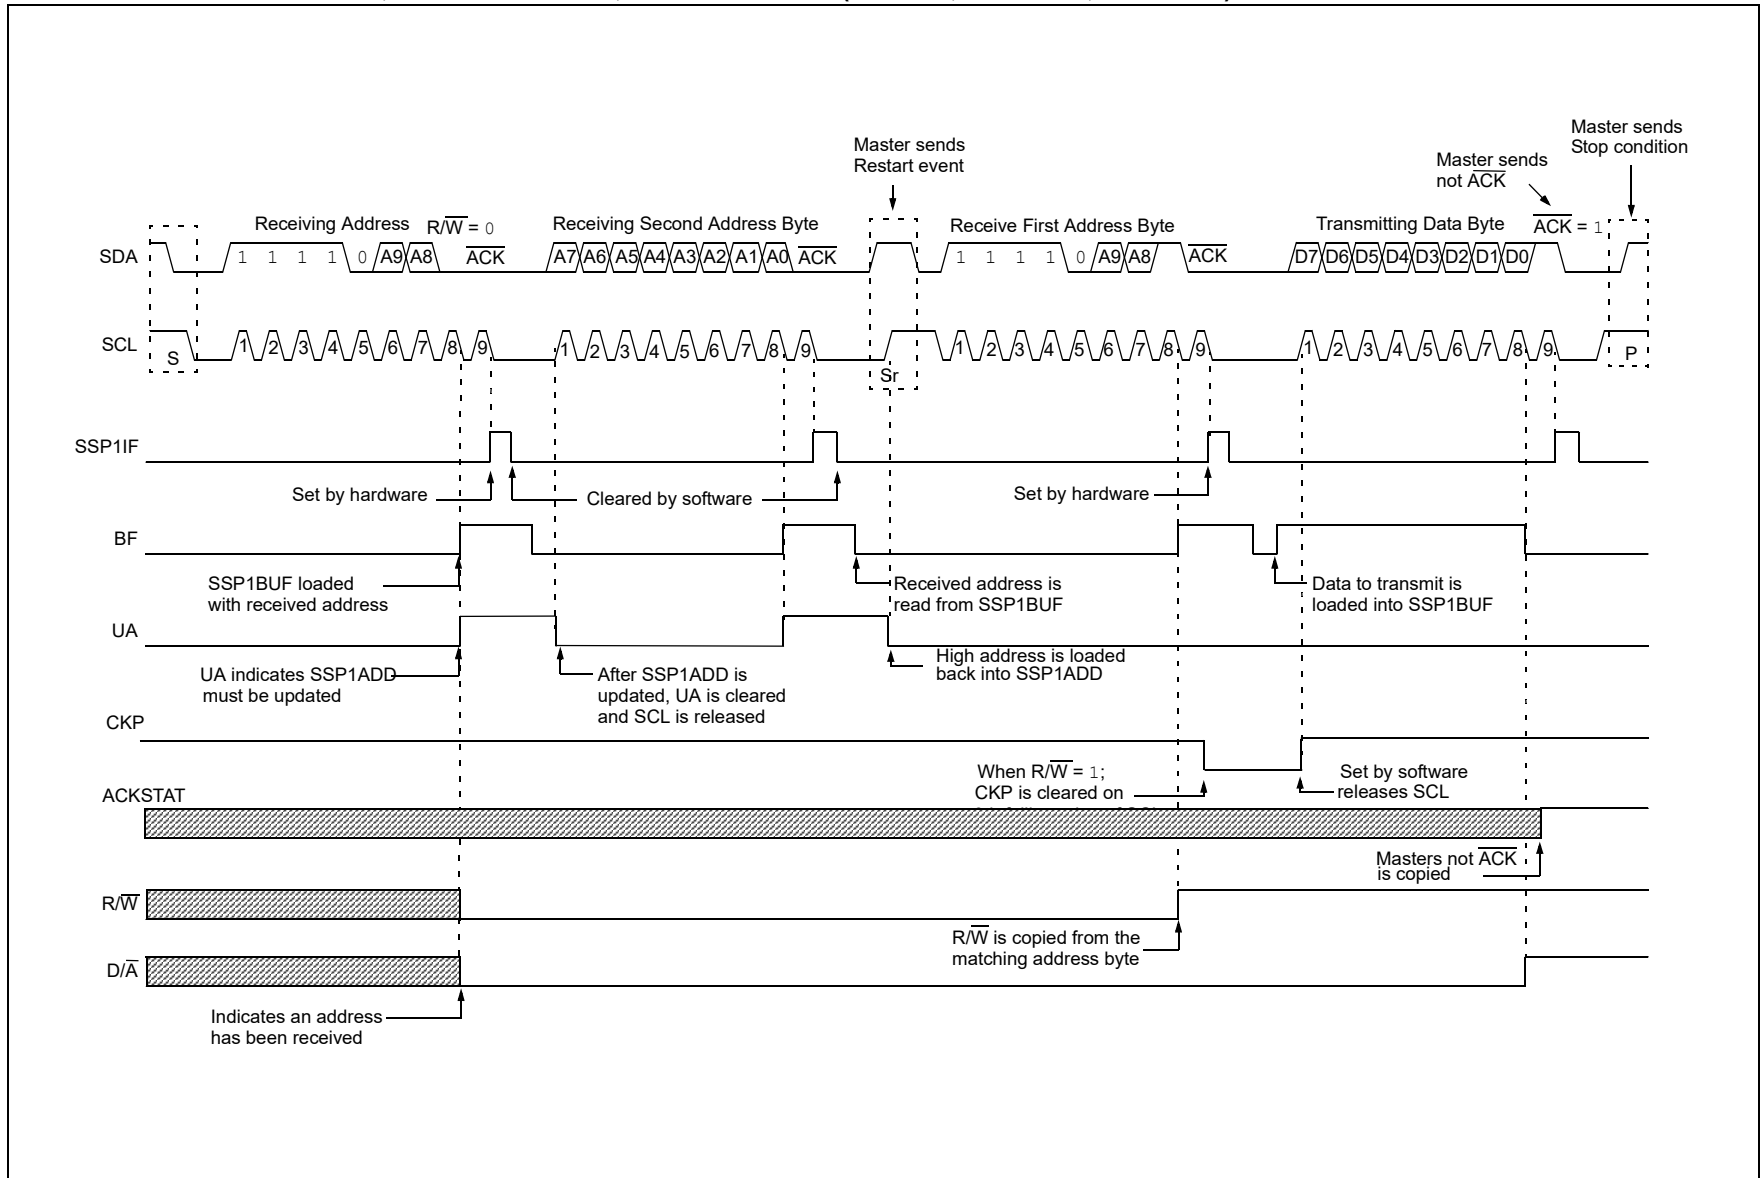 Master sends
Stop condition
Master sends
Restart event
Master sends
not ACK
Receiving Address R/W = 0
Receiving Second Address Byte
Receive First Address Byte
Transmitting Data Byte
ACK = 1
SDA 1 1 1 1 0 A9 A8 ACK A7 A6 A5 A4 A3 A2 A1 A0 ACK 1 1 1 1 0 A9 A8 ACK D7 D6 D5 D4 D3 D2 D1 D0
SCL S 1 2 3 4 5 6 7 8 9 1 2 3 4 5 6 7 8 9 Sr 1 2 3 4 5 6 7 8 9 1 2 3 4 5 6 7 8 9 P
SSP1IF
Set by hardware
Cleared by software
Set by hardware
BF
SSP1BUF loaded
with received address
Received address is
read from SSP1BUF
Data to transmit is
loaded into SSP1BUF
UA
UA indicates SSP1ADD
must be updated
After SSP1ADD is
updated, UA is cleared
and SCL is released
High address is loaded
back into SSP1ADD
CKP
When R/W = 1;
CKP is cleared on
Set by software
releases SCL
ACKSTAT
Masters not ACK
is copied
R/W
R/W is copied from the
matching address byte
D/A
Indicates an address
has been received